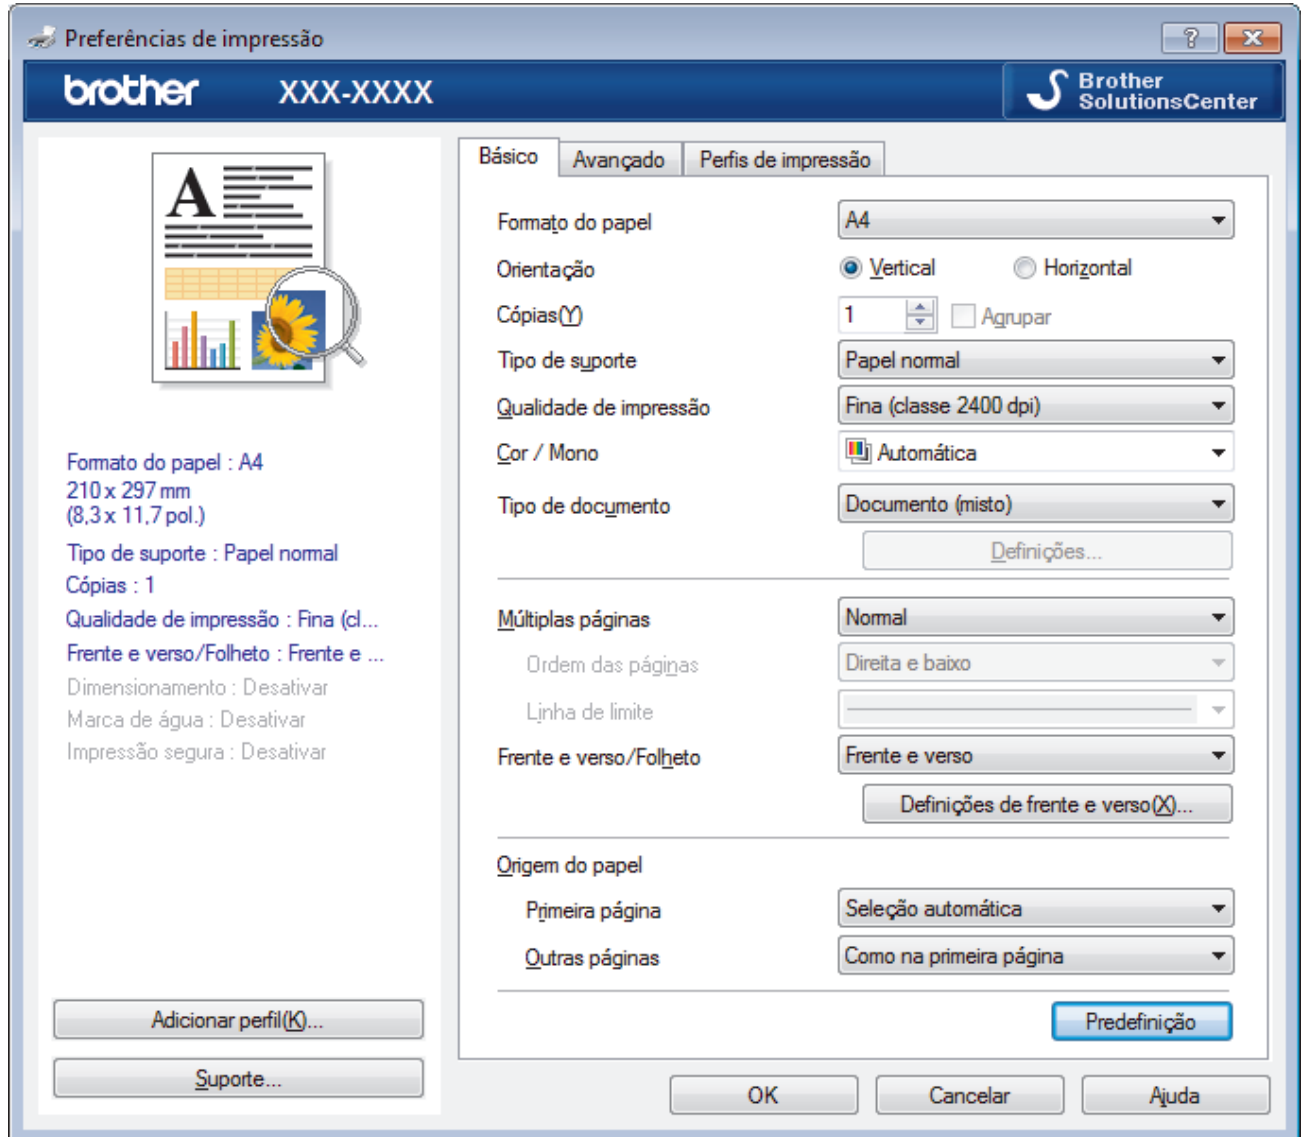 Preferências de impressão
brother XXX-XXXX
Brother
SolutionsCenter
A
Formato do papel : A4
210 x 297 mm
(8,3 x 11,7 pol.)
Tipo de suporte : Papel normal
Cópias : 1
Qualidade de impressão : Fina (cl...
Frente e verso/Folheto : Frente e ...
Dimensionamento : Desativar
Marca de água : Desativar
Impressão segura : Desativar
Adicionar perfil(K)...
Suporte...
Básico Avançado Perfis de impressão
Formato do papel A4
Orientação Vertical Horizontal
Cópias(Y) 1 Agrupar
Tipo de suporte Papel normal
Qualidade de impressão Fina (classe 2400 dpi)
Cor / Mono Automática
Tipo de documento Documento (misto)
Definições...
Múltiplas páginas Normal
Ordem das páginas Direita e baixo
Linha de limite
Frente e verso/Folheto Frente e verso
Definições de frente e verso(X)...
Origem do papel
Primeira página Seleção automática
Outras páginas Como na primeira página
Predefinição
OK Cancelar Ajuda